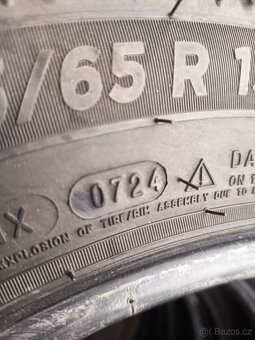 /65 R 1
X 0724 DA
ON
EXPLOSION OF TIRE/RIM ASSEMBLY DUE TO
bazos.cz